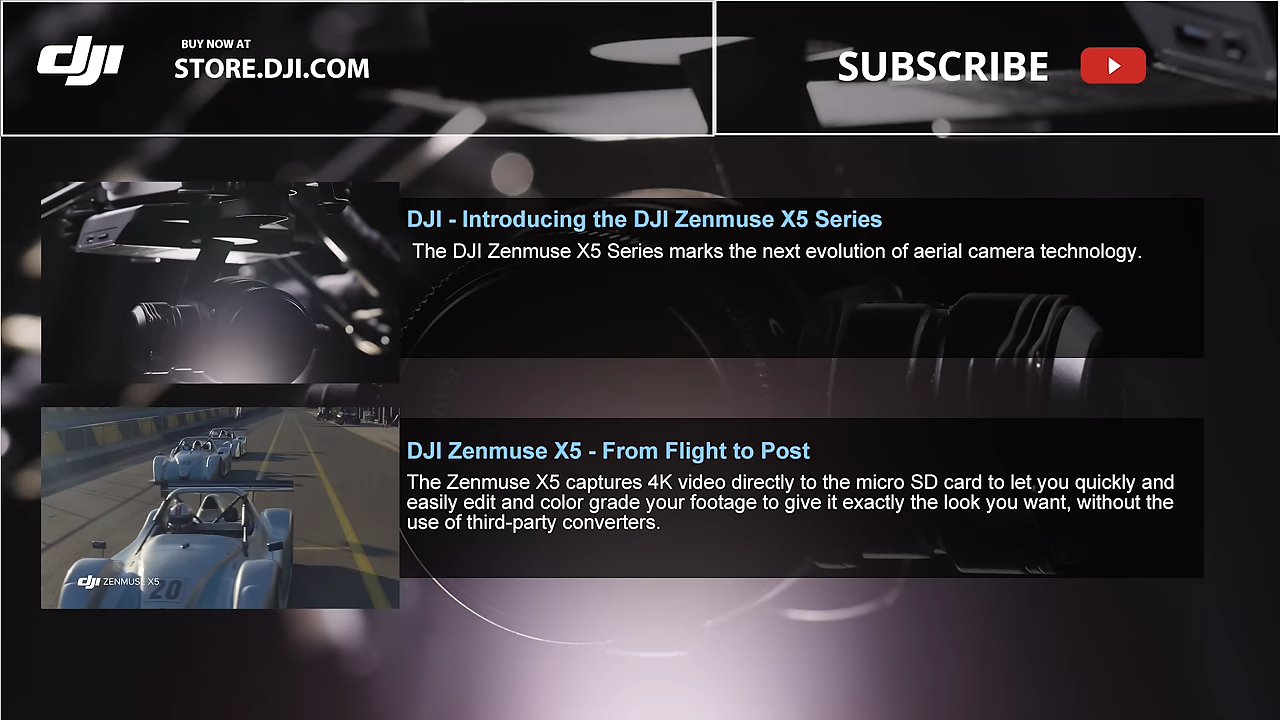 dji
BUY NOW AT
STORE.DJI.COM
SUBSCRIBE
DJI - Introducing the DJI Zenmuse X5 Series
The DJI Zenmuse X5 Series marks the next evolution of aerial camera technology.
DJI Zenmuse X5 - From Flight to Post
The Zenmuse X5 captures 4K video directly to the micro SD card to let you quickly and
easily edit and color grade your footage to give it exactly the look you want, without the
use of third-party converters.
dji ZENMUSE X5
20